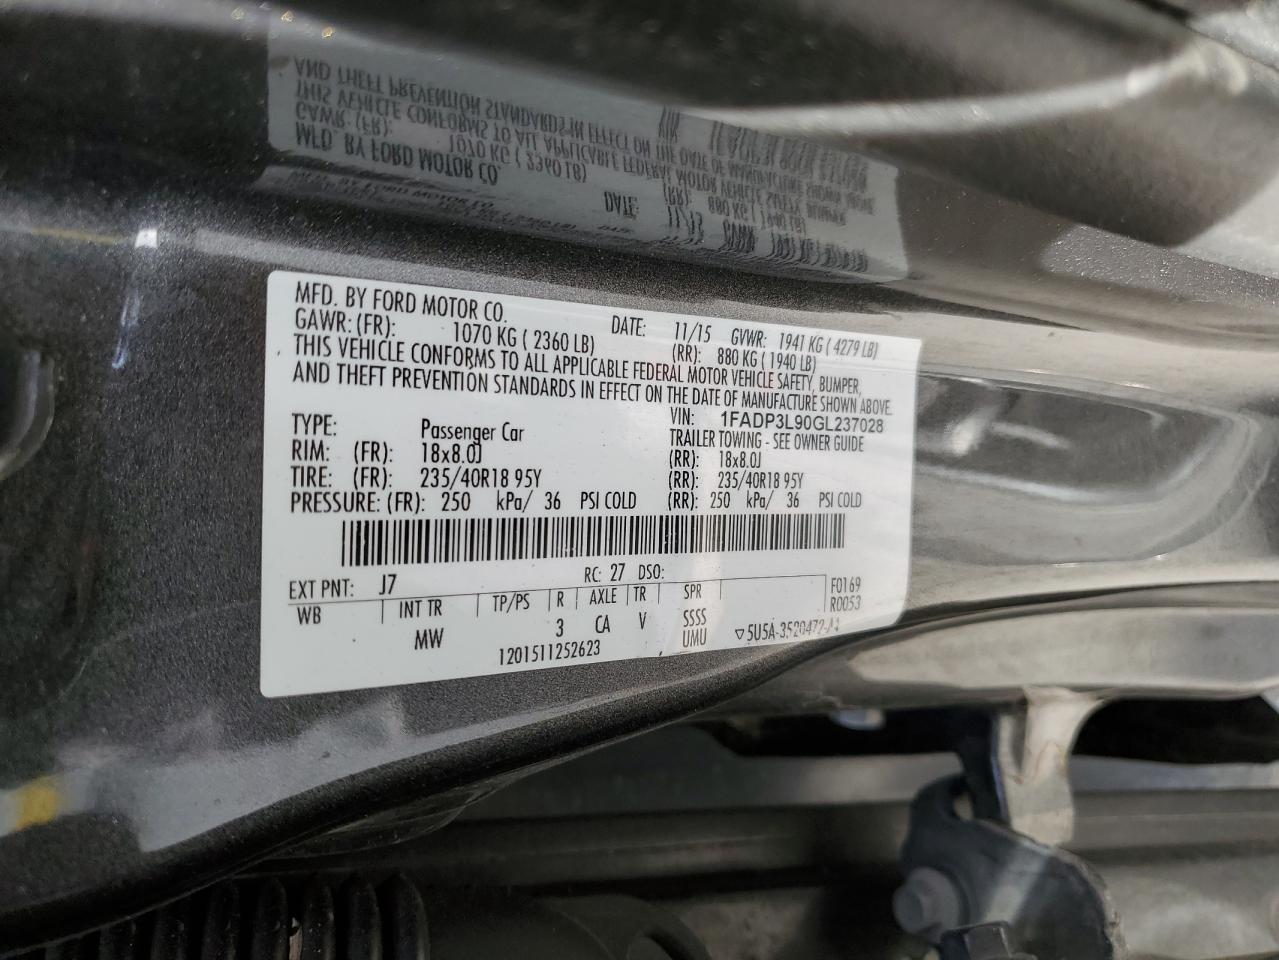 MFD. BY FORD MOTOR CO.
DATE: 11/15 GVWR: 1941 KG ( 4279 LB)
GAWR: (FR): 1070 KG ( 2360 LB) (RR): 880 KG ( 1940 LB)
THIS VEHICLE CONFORMS TO ALL APPLICABLE FEDERAL MOTOR VEHICLE SAFETY, BUMPER,
AND THEFT PREVENTION STANDARDS IN EFFECT ON THE DATE OF MANUFACTURE SHOWN ABOVE.
VIN: 1FADP3L90GL237028
TYPE: Passenger Car TRAILER TOWING - SEE OWNER GUIDE
RIM: (FR): 18x8.0J (RR): 18x8.0J
TIRE: (FR): 235/40R18 95Y (RR): 235/40R18 95Y
PRESSURE: (FR): 250 kPa/ 36 PSI COLD (RR): 250 kPa/ 36 PSI COLD
EXT PNT: J7 RC: 27 DSO:
WB INT TR TP/PS R AXLE TR SPR F0169
R0053
MW 3 CA V SSSS
UMU
1201511252623